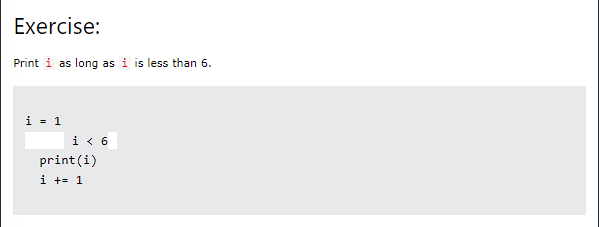 Exercise:
Print i as long as i is less than 6.
i = 1
i < 6
print(i)
i += 1